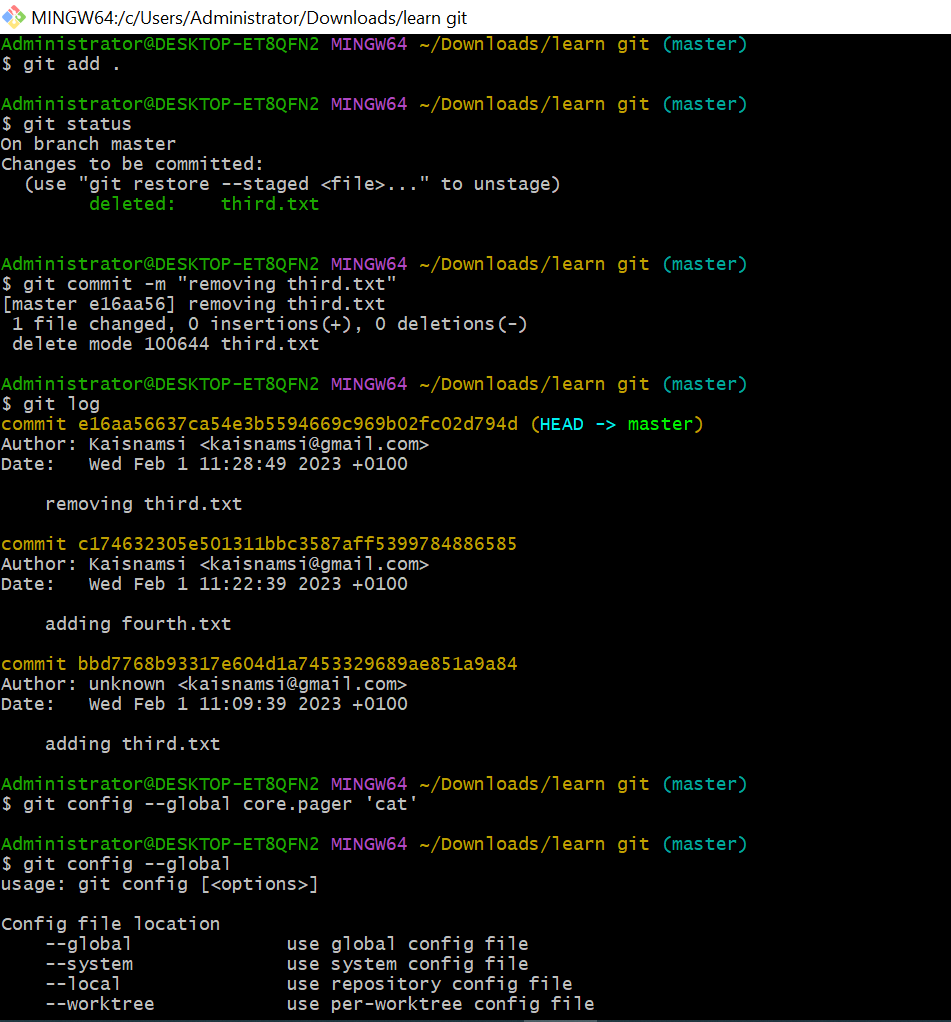 MINGW64:/c/Users/Administrator/Downloads/learn git
Administrator@DESKTOP-ET8QFN2 MINGW64 ~/Downloads/learn git (master)
$ git add .
Administrator@DESKTOP-ET8QFN2 MINGW64 ~/Downloads/learn git (master)
$ git status
On branch master
Changes to be committed:
  (use "git restore --staged <file>..." to unstage)
        deleted:    third.txt
Administrator@DESKTOP-ET8QFN2 MINGW64 ~/Downloads/learn git (master)
$ git commit -m "removing third.txt"
[master e16aa56] removing third.txt
 1 file changed, 0 insertions(+), 0 deletions(-)
 delete mode 100644 third.txt
Administrator@DESKTOP-ET8QFN2 MINGW64 ~/Downloads/learn git (master)
$ git log
commit e16aa56637ca54e3b5594669c969b02fc02d794d (HEAD -> master)
Author: Kaisnamsi <kaisnamsi@gmail.com>
Date:   Wed Feb 1 11:28:49 2023 +0100
    removing third.txt
commit c174632305e501311bbc3587aff5399784886585
Author: Kaisnamsi <kaisnamsi@gmail.com>
Date:   Wed Feb 1 11:22:39 2023 +0100
    adding fourth.txt
commit bbd7768b93317e604d1a7453329689ae851a9a84
Author: unknown <kaisnamsi@gmail.com>
Date:   Wed Feb 1 11:09:39 2023 +0100
    adding third.txt
Administrator@DESKTOP-ET8QFN2 MINGW64 ~/Downloads/learn git (master)
$ git config --global core.pager 'cat'
Administrator@DESKTOP-ET8QFN2 MINGW64 ~/Downloads/learn git (master)
$ git config --global
usage: git config [<options>]
Config file location
    --global              use global config file
    --system              use system config file
    --local               use repository config file
    --worktree            use per-worktree config file